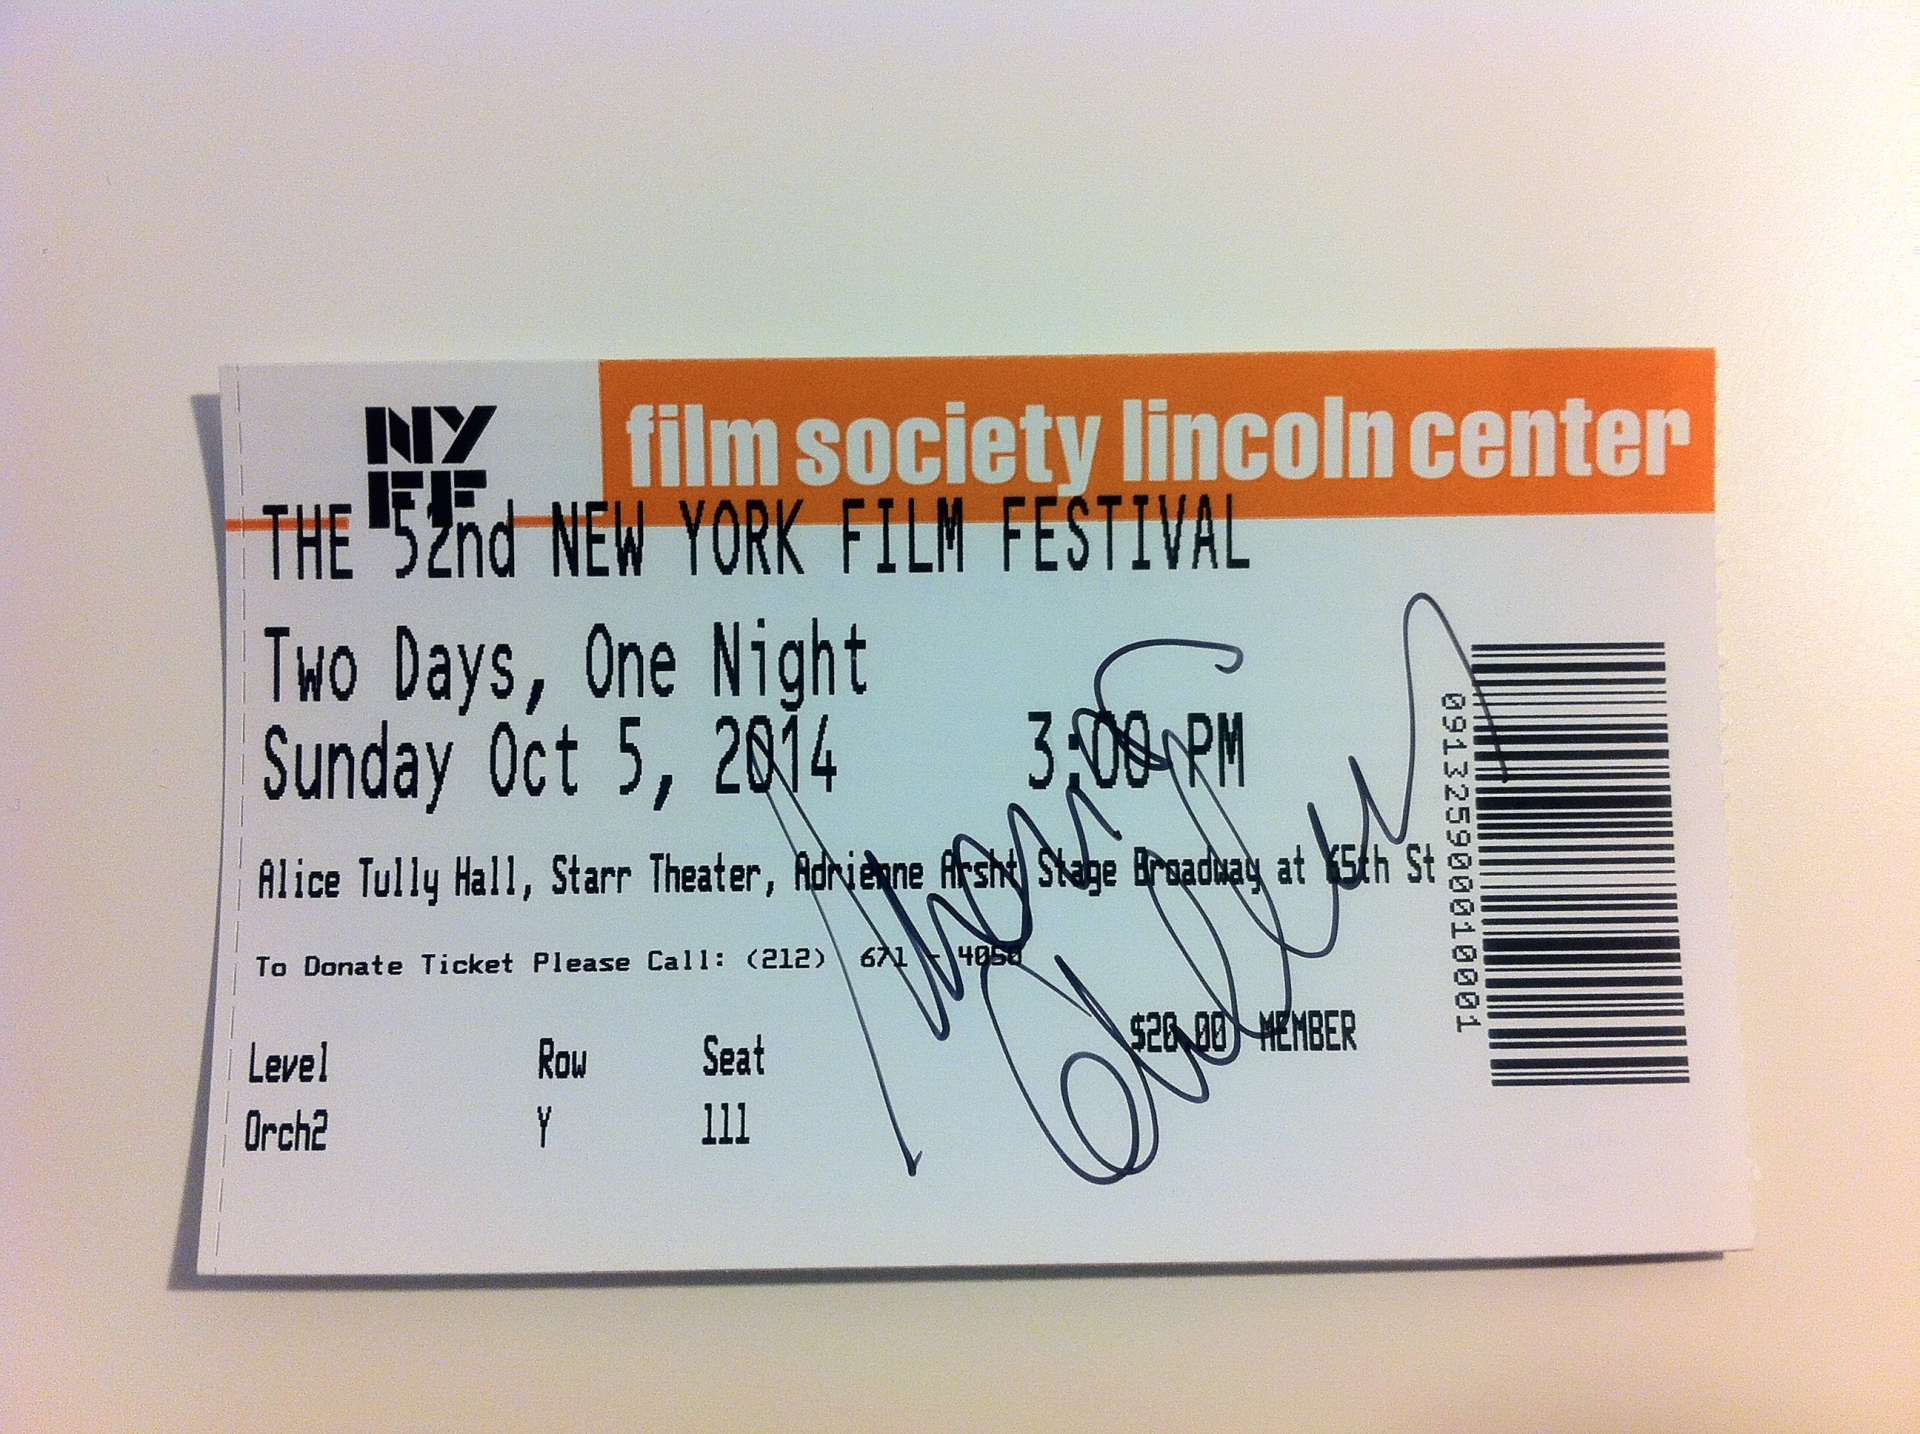 NY
FF
film society lincoln center
THE 52nd NEW YORK FILM FESTIVAL
Two Days, One Night
Sunday Oct 5, 2014 3:00 PM
Alice Tully Hall, Starr Theater, Adrienne Arsht Stage Broadway at 65th St
To Donate Ticket Please Call: (212) 671 - 4050
$20.00 MEMBER
Level Row Seat
Orch2 Y 111
0913259000010001